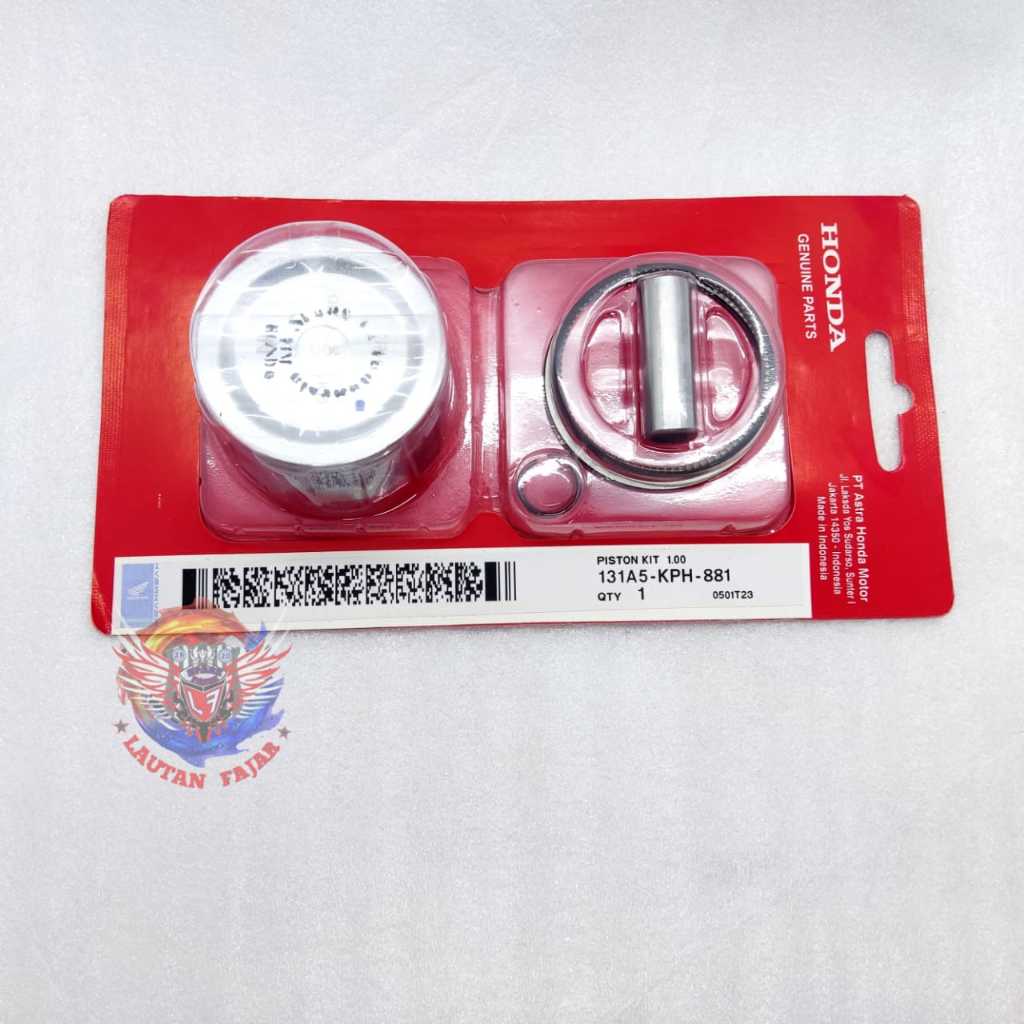 HONDA
GENUINE PARTS
PT Astra Honda Motor
Jl. Laksda Yos Sudarso, Sunter I
Jakarta 14350 - Indonesia
Made in Indonesia
PISTON KIT 1.00
131A5-KPH-881
QTY 1 0501T23
LAUTAN FAJAR